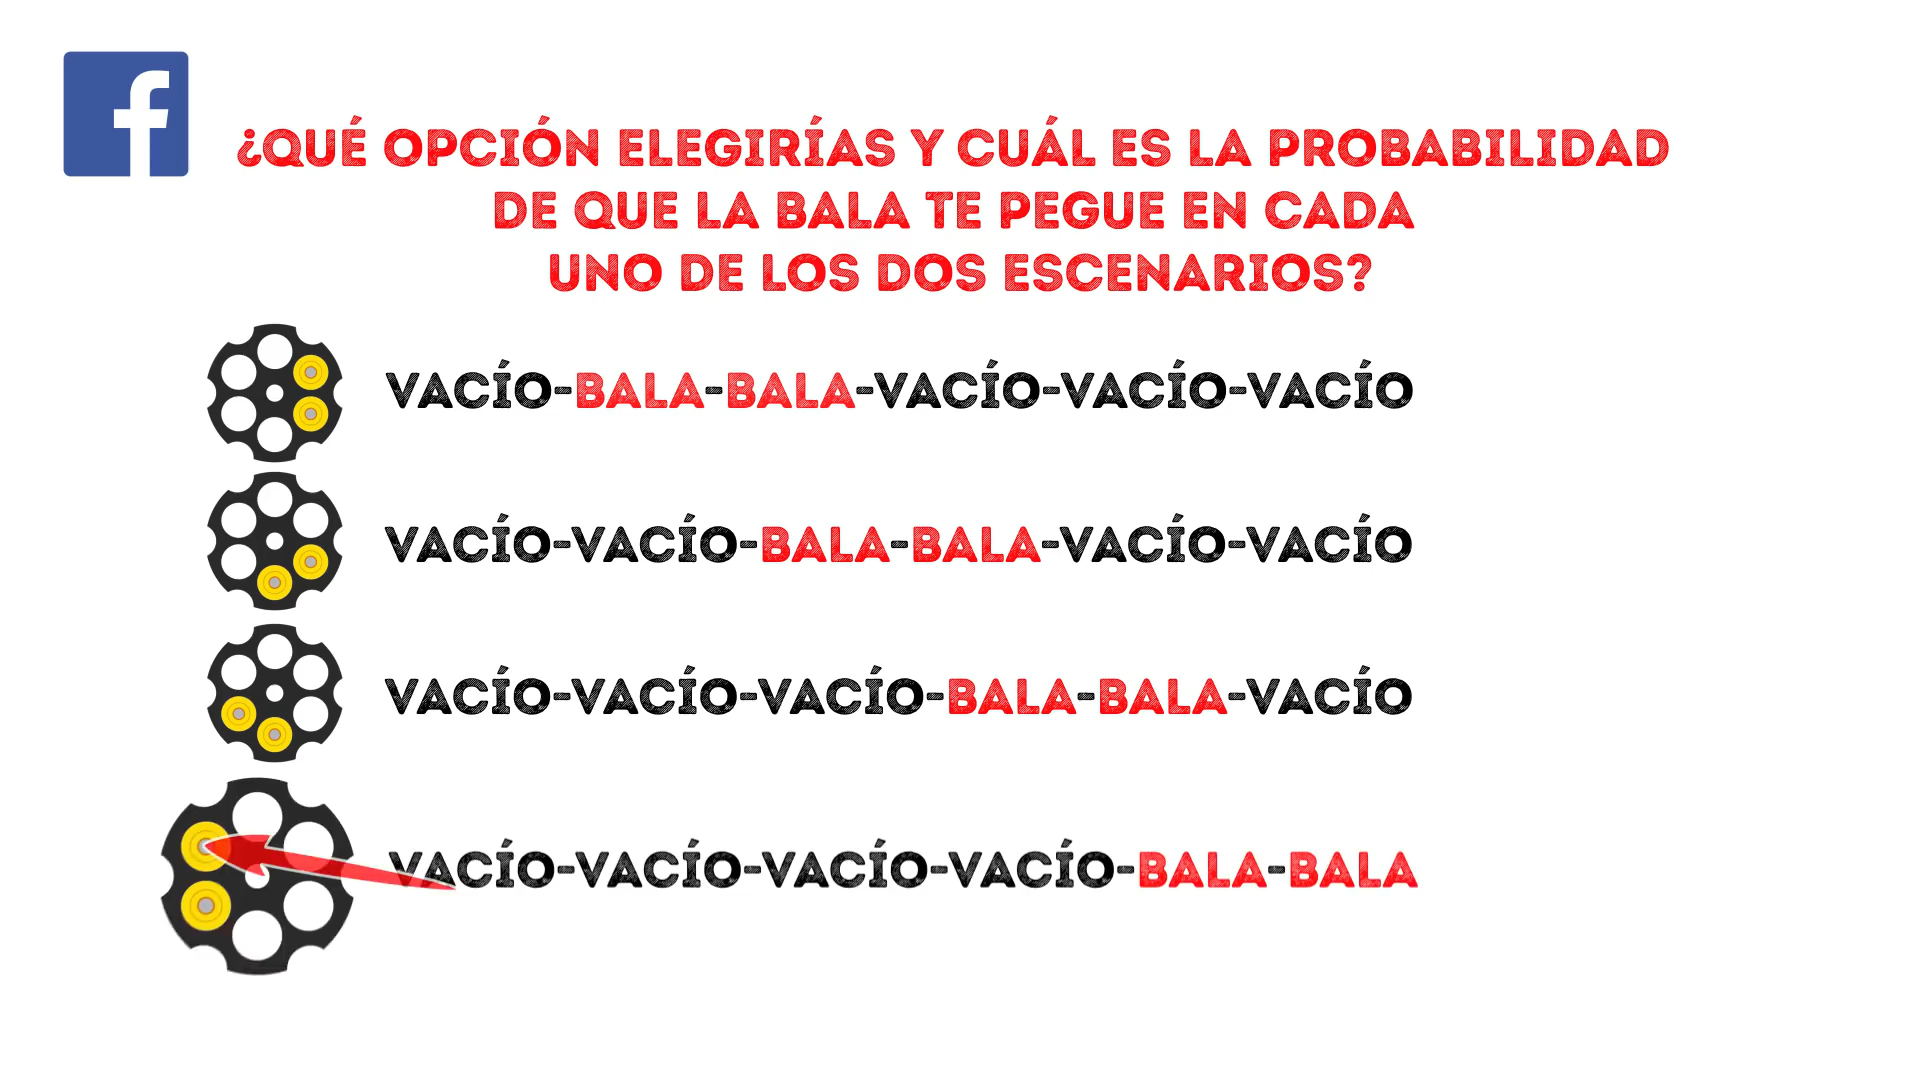 f
¿QUÉ OPCIÓN ELEGIRÍAS Y CUÁL ES LA PROBABILIDAD
DE QUE LA BALA TE PEGUE EN CADA
UNO DE LOS DOS ESCENARIOS?
VACÍO-BALA-BALA-VACÍO-VACÍO-VACÍO
VACÍO-VACÍO-BALA-BALA-VACÍO-VACÍO
VACÍO-VACÍO-VACÍO-BALA-BALA-VACÍO
VACÍO-VACÍO-VACÍO-VACÍO-BALA-BALA